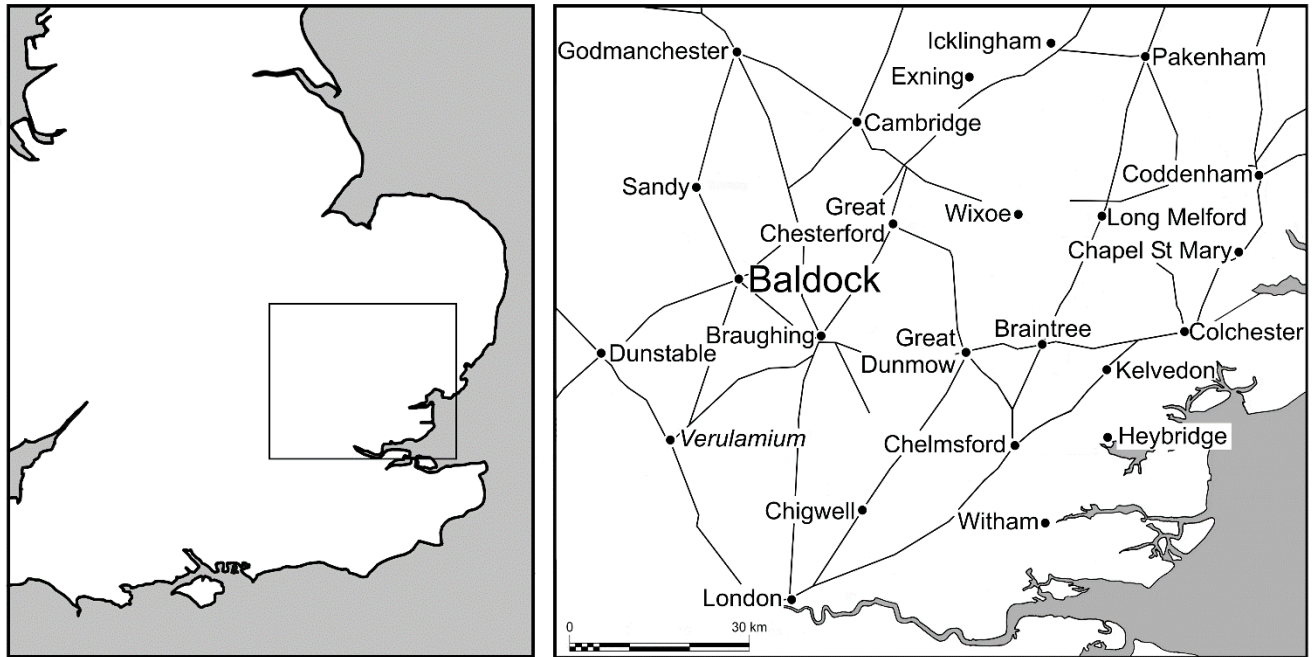 Godmanchester
Icklingham
Pakenham
Exning
Cambridge
Sandy
Coddenham
Great
Chesterford
Wixoe
Long Melford
Chapel St Mary
Baldock
Braughing
Great
Dunmow
Braintree
Colchester
Dunstable
Kelvedon
Verulamium
Chelmsford
Heybridge
Chigwell
Witham
London
0 30 km